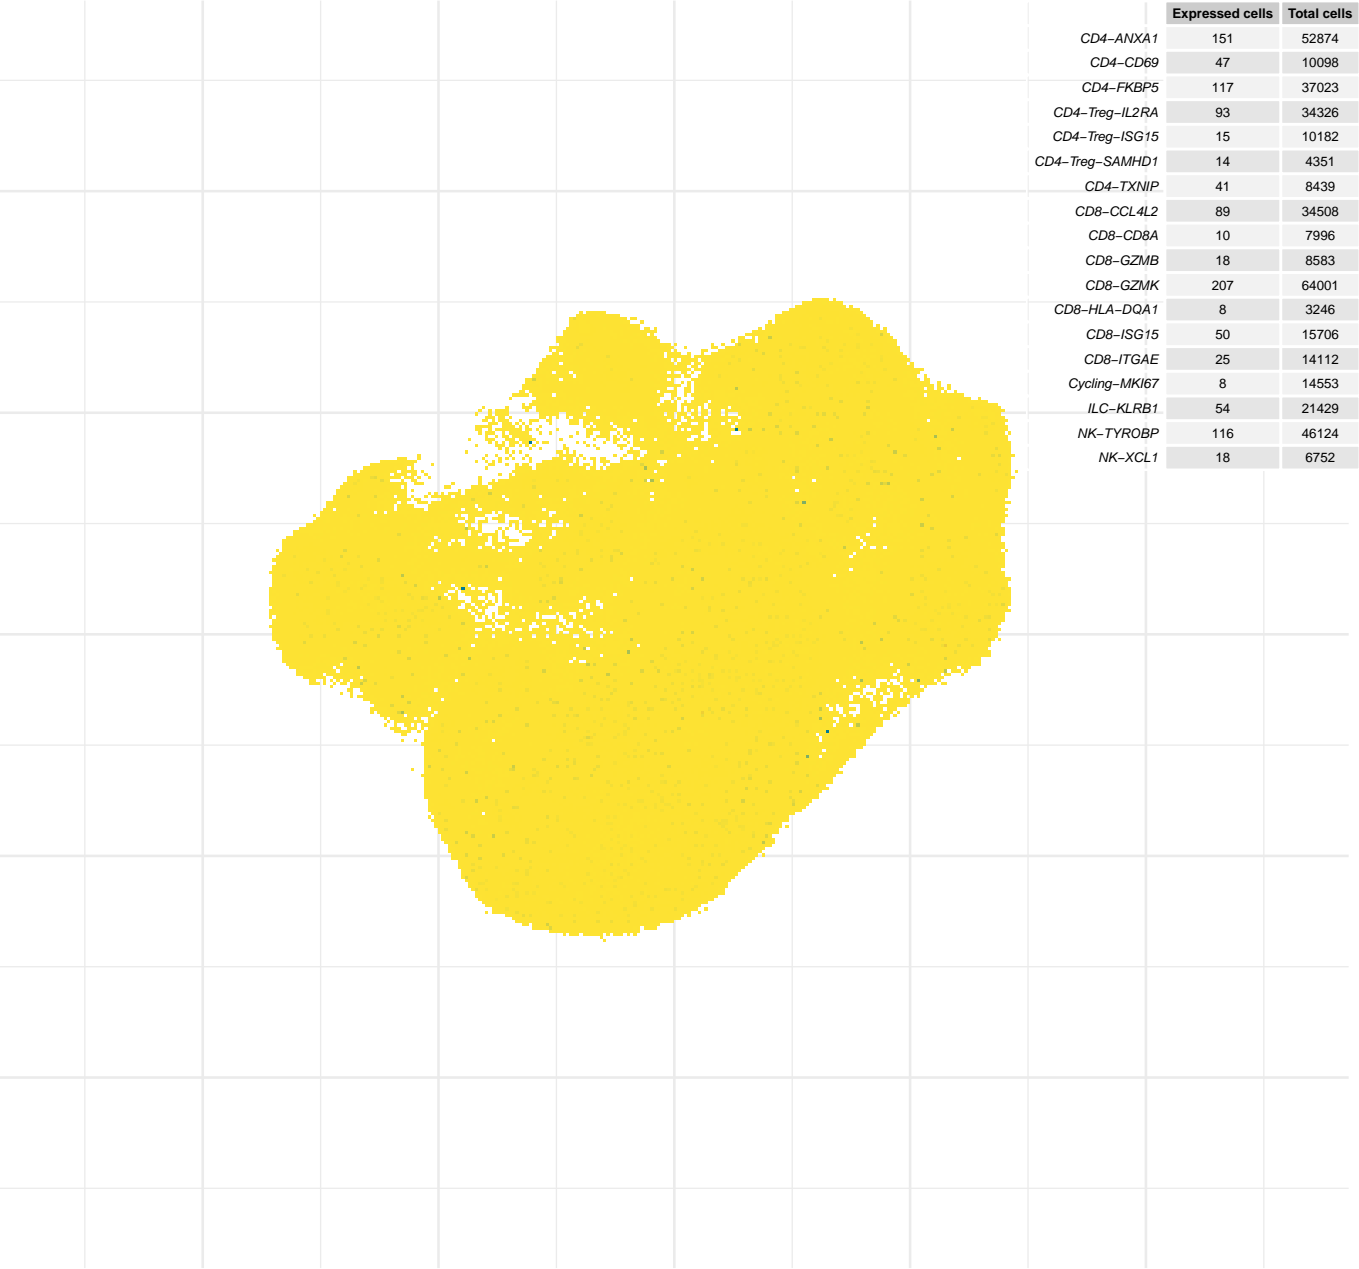 Expressed cells Total cells
CD4−ANXA1 151 52874
CD4−CD69 47 10098
CD4−FKBP5 117 37023
CD4−Treg−IL2RA 93 34326
CD4−Treg−ISG15 15 10182
CD4−Treg−SAMHD1 14 4351
CD4−TXNIP 41 8439
CD8−CCL4L2 89 34508
CD8−CD8A 10 7996
CD8−GZMB 18 8583
CD8−GZMK 207 64001
CD8−HLA−DQA1 8 3246
CD8−ISG15 50 15706
CD8−ITGAE 25 14112
Cycling−MKI67 8 14553
ILC−KLRB1 54 21429
NK−TYROBP 116 46124
NK−XCL1 18 6752